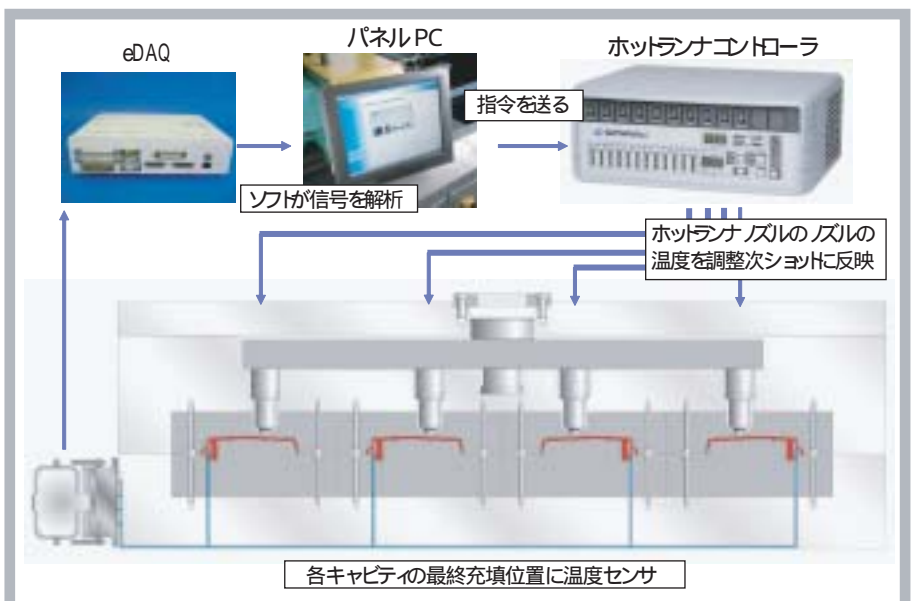 eDAQ
パネル PC
ホットランナコントローラ
指令を送る
ソフトが信号を解析
ホットランナノズルのノズルの
温度を調整次ショットに反映
各キャビティの最終充填位置に温度センサ